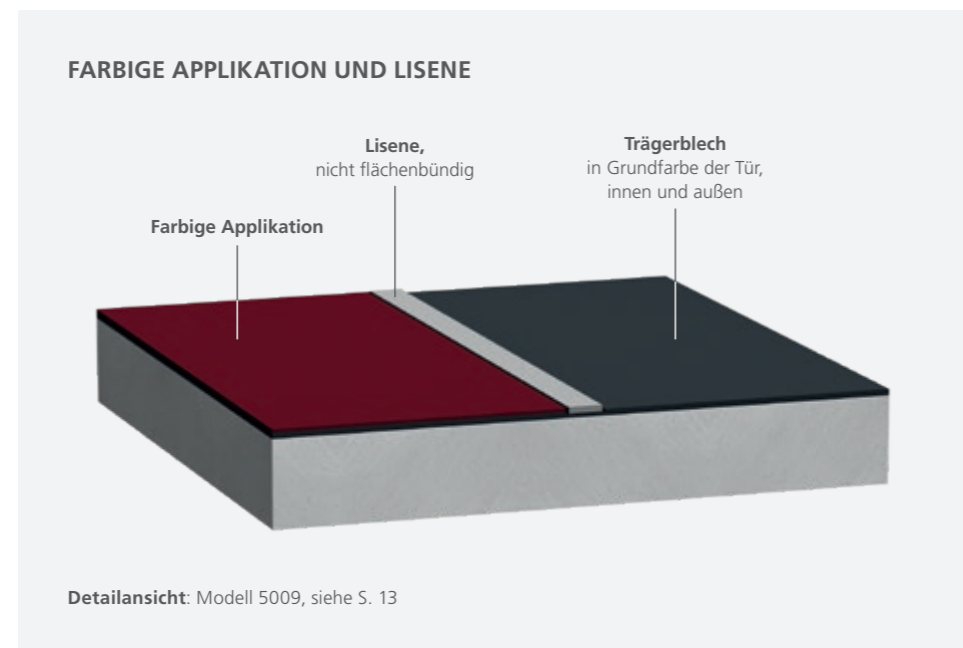 FARBIGE APPLIKATION UND LISENE
Lisene,
nicht flächenbündig
Trägerblech
in Grundfarbe der Tür,
innen und außen
Farbige Applikation
Detailansicht: Modell 5009, siehe S. 13